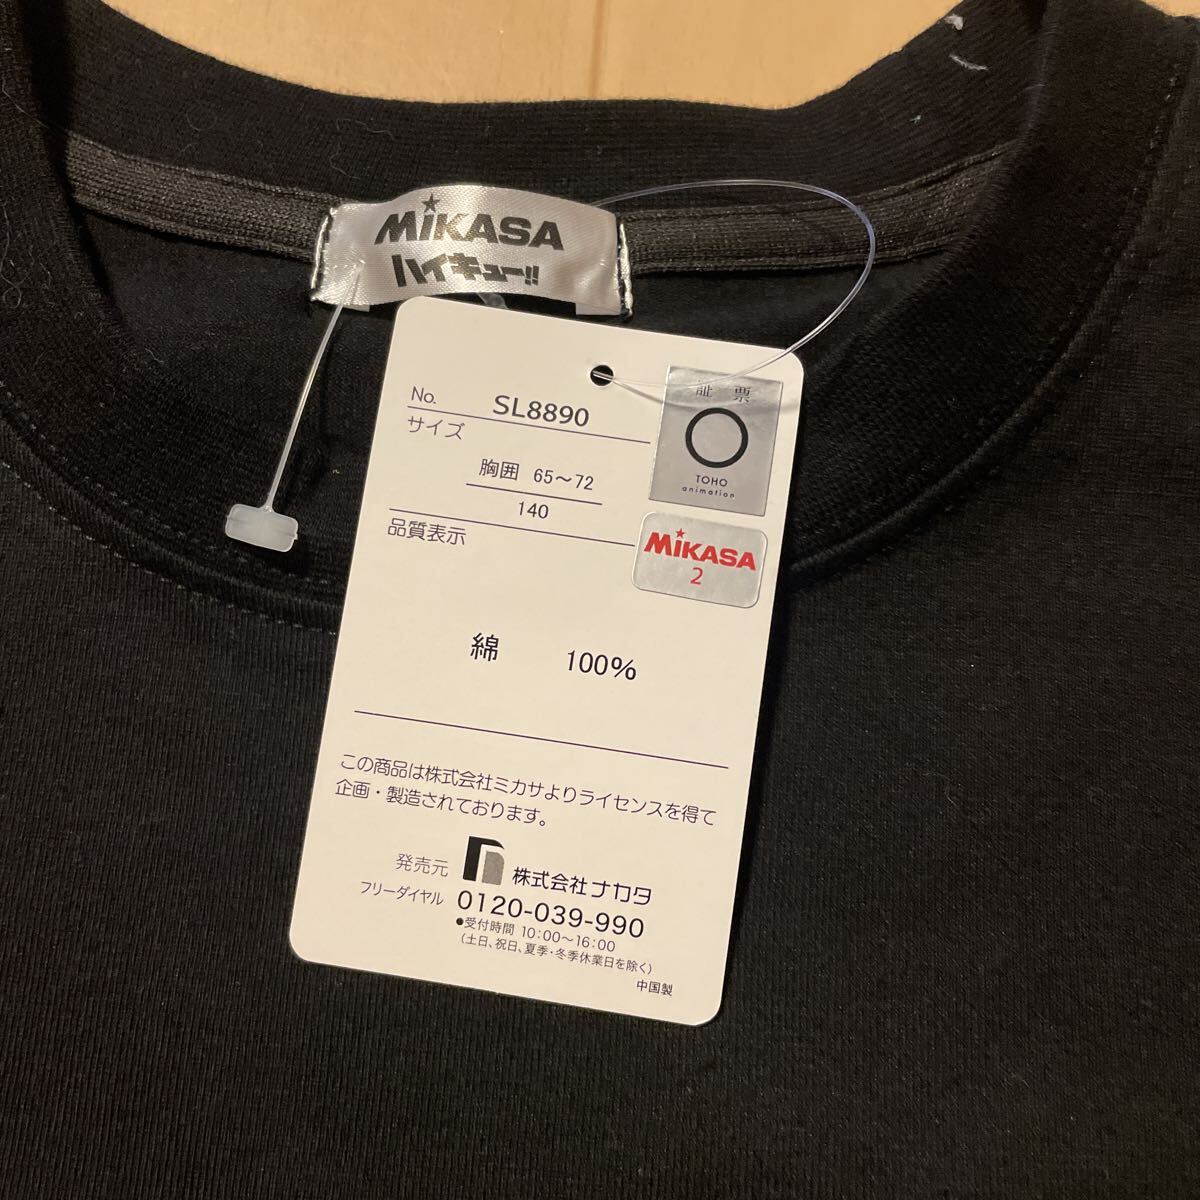 MiKASA
ハイキュー!!
No. SL8890
サイズ
胸囲 65～72
140
証 票
TOHO
animation
MiKASA
2
品質表示
綿 100%
この商品は株式会社ミカサよりライセンスを得て
企画・製造されております。
発売元 株式会社ナカタ
フリーダイヤル 0120-039-990
●受付時間 10:00～16:00
(土日、祝日、夏季・冬季休業日を除く)
中国製